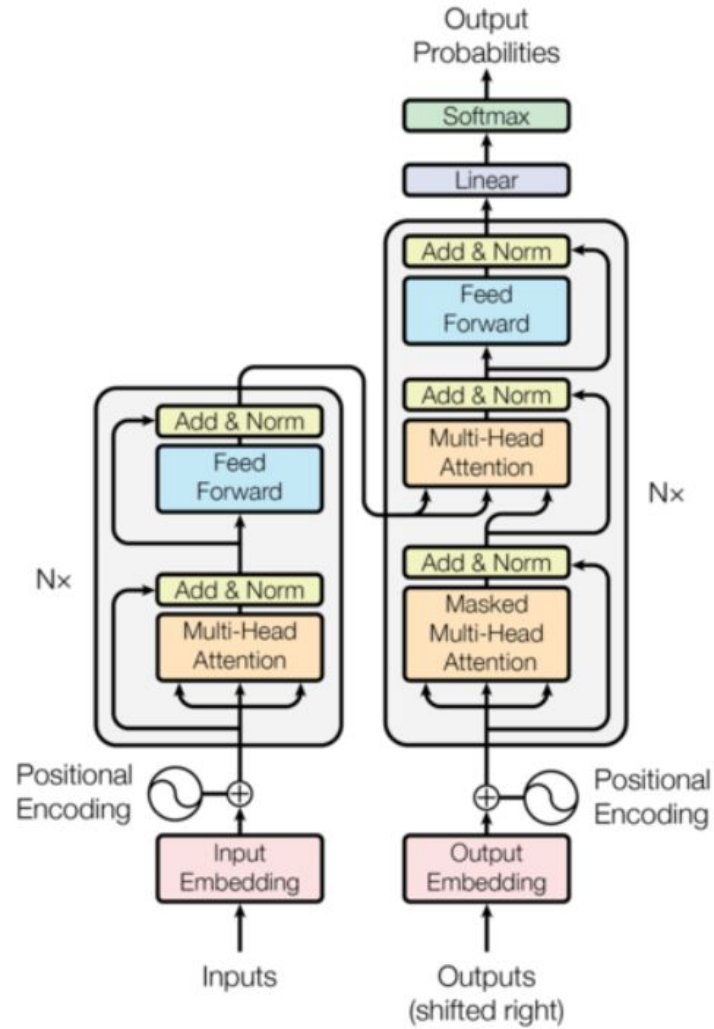 Output
Probabilities
Softmax
Linear
Add & Norm
Feed
Forward
Add & Norm
Multi-Head
Attention
Add & Norm
Masked
Multi-Head
Attention
Nx
Add & Norm
Feed
Forward
Add & Norm
Multi-Head
Attention
Nx
Positional
Encoding
Positional
Encoding
Input
Embedding
Output
Embedding
Inputs
Outputs
(shifted right)